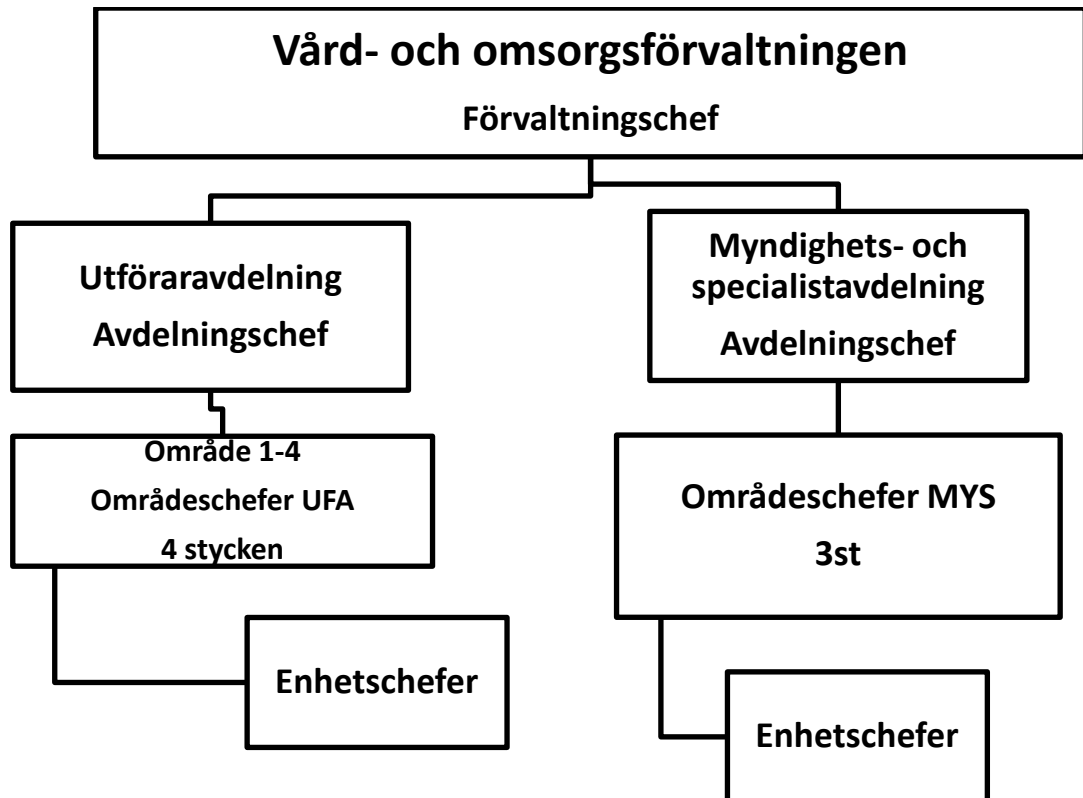 Vård- och omsorgsförvaltningen
Förvaltningschef
Utföraravdelning
Avdelningschef
Myndighets- och
specialistavdelning
Avdelningschef
Område 1-4
Områdeschefer UFA
4 stycken
Områdeschefer MYS
3st
Enhetschefer
Enhetschefer